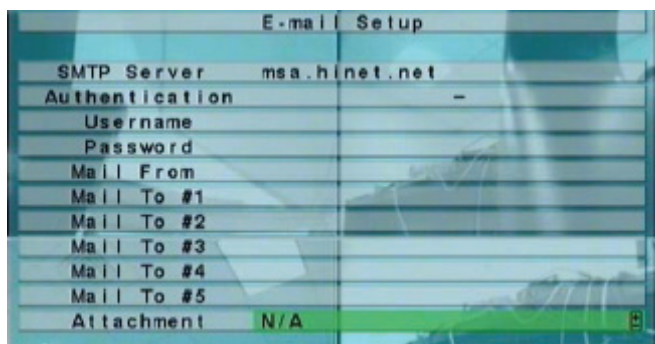 E-mail Setup
SMTP Server msa.hinet.net
Authentication –
Username
Password
Mail From
Mail To #1
Mail To #2
Mail To #3
Mail To #4
Mail To #5
Attachment N/A ±